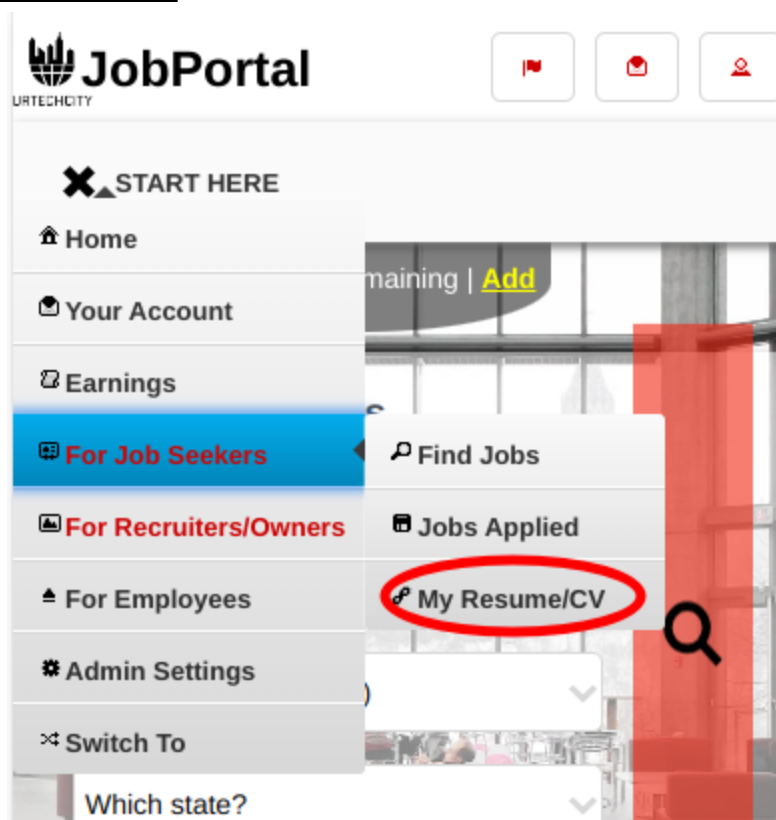 JobPortal
URTECHCITY
START HERE
Home
maining | Add
Your Account
Earnings
For Job Seekers
Find Jobs
For Recruiters/Owners
Jobs Applied
For Employees
My Resume/CV
Admin Settings
)
Switch To
Which state?